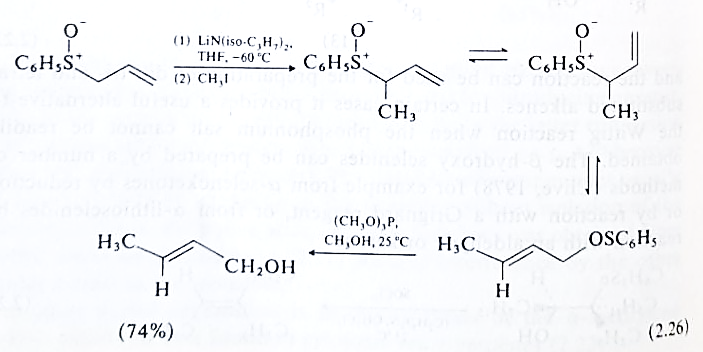 O⁻
C₆H₅S⁺
(1) LiN(iso-C₃H₇)₂,
THF, −60 °C
(2) CH₃I
O⁻
C₆H₅S⁺
CH₃
O⁻
C₆H₅S⁺
CH₃
H₃C
OSC₆H₅
H
(CH₃O)₃P,
CH₃OH, 25 °C
H₃C
CH₂OH
H
(74%)
(2.26)